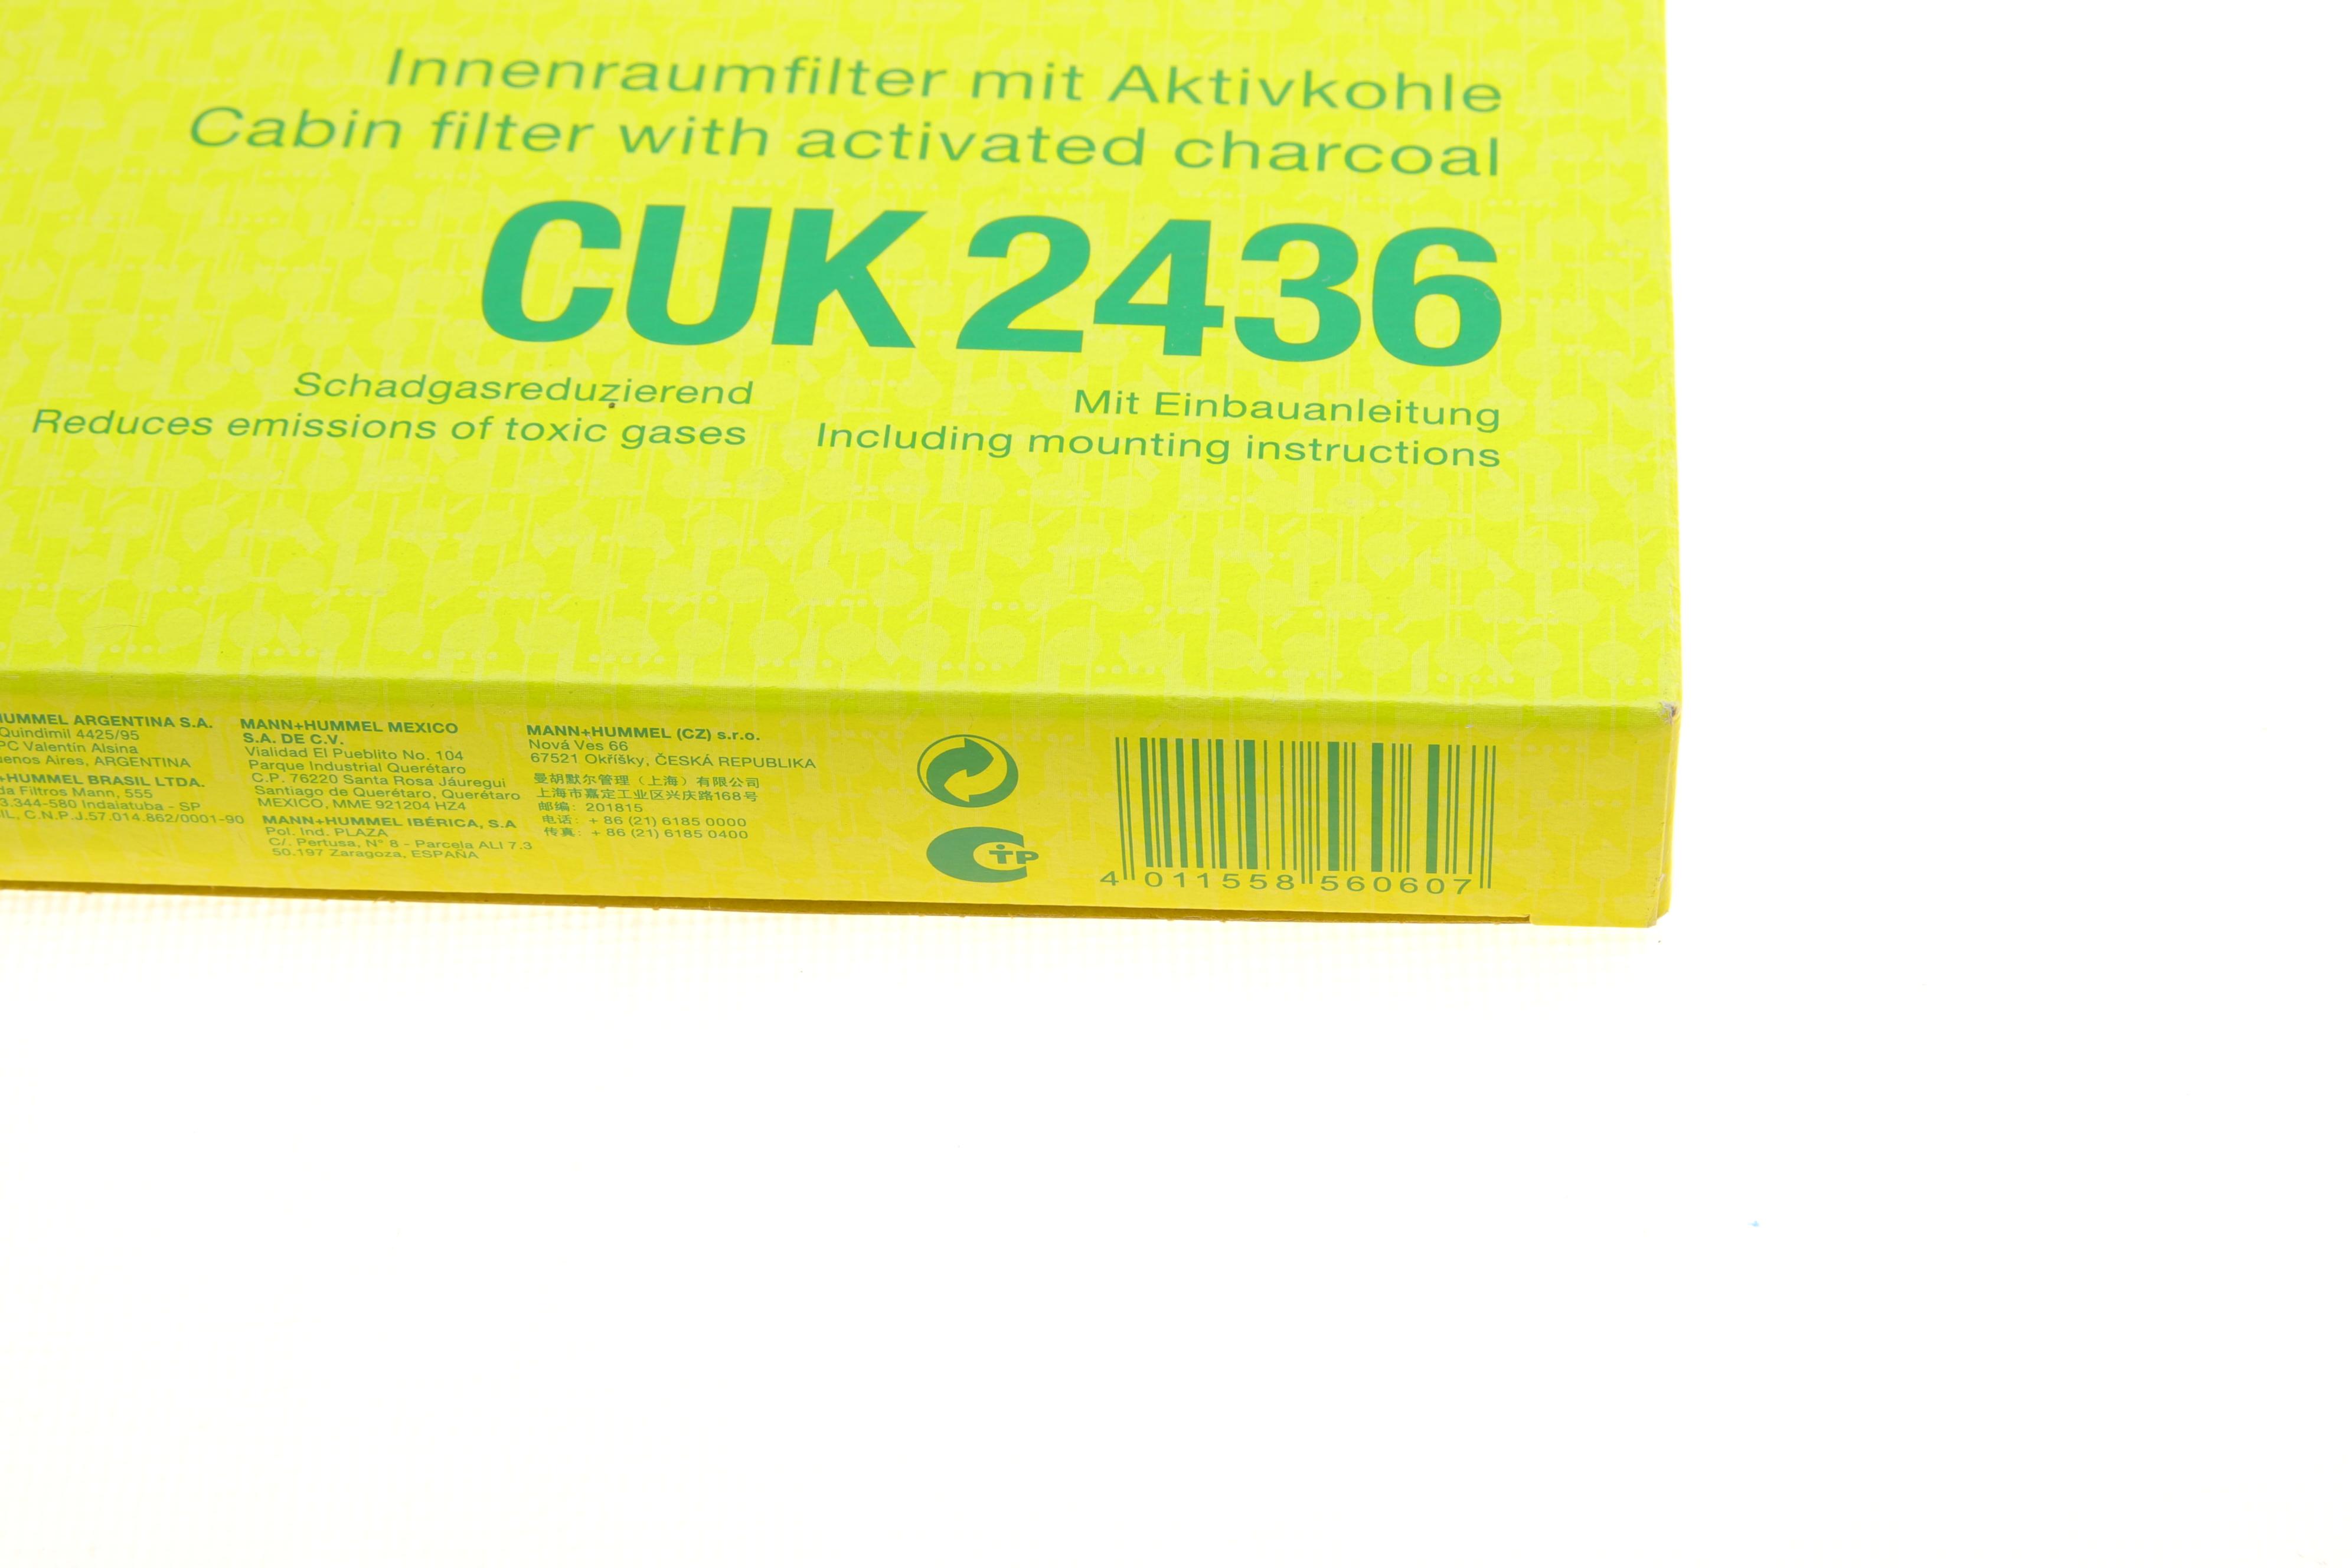 Innenraumfilter mit Aktivkohle
Cabin filter with activated charcoal
CUK 2436
Schadgasreduzierend
Reduces emissions of toxic gases
Mit Einbauanleitung
Including mounting instructions
HUMMEL ARGENTINA S.A.
Quindimil 4425/95
PC Valentín Alsina
enos Aires, ARGENTINA
+HUMMEL BRASIL LTDA.
da Filtros Mann, 555
3.344-580 Indaiatuba - SP
IL, C.N.P.J.57.014.862/0001-90
MANN+HUMMEL MEXICO
S.A. DE C.V.
Vialidad El Pueblito No. 104
Parque Industrial Querétaro
C.P. 76220 Santa Rosa Jáuregui
Santiago de Querétaro, Querétaro
MEXICO, MME 921204 HZ4
MANN+HUMMEL IBÉRICA, S.A
Pol. Ind. PLAZA
C/. Pertusa, N° 8 - Parcela ALI 7.3
50.197 Zaragoza, ESPAÑA
MANN+HUMMEL (CZ) s.r.o.
Nová Ves 66
67521 Okříšky, ČESKÁ REPUBLIKA
曼胡默尔管理（上海）有限公司
上海市嘉定工业区兴庆路168号
邮编: 201815
电话: + 86 (21) 6185 0000
传真: + 86 (21) 6185 0400
CTP
4 011558 560607